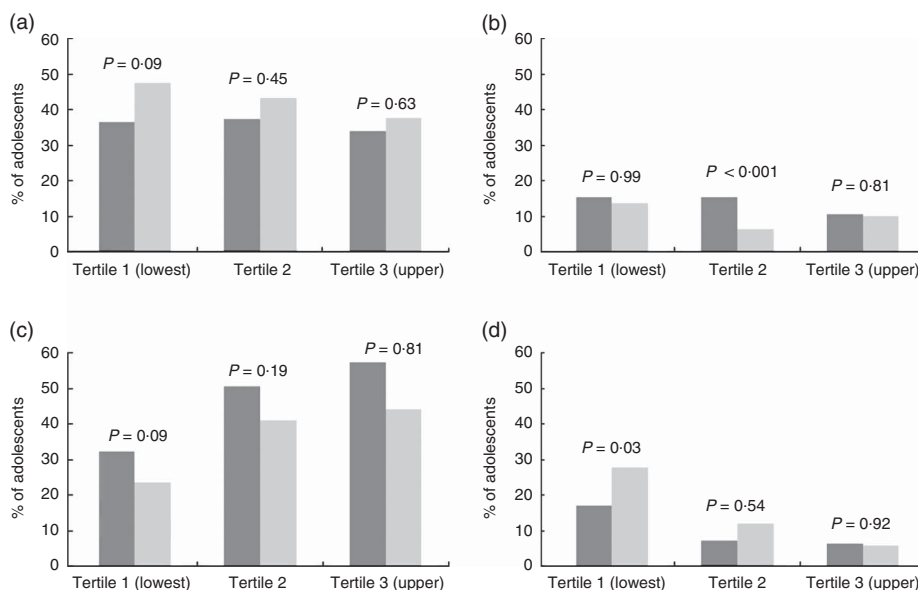 (a)
60
50
40
30
20
10
0
% of adolescents
P = 0·09
P = 0·45
P = 0·63
Tertile 1 (lowest) Tertile 2 Tertile 3 (upper)
(b)
60
50
40
30
20
10
0
% of adolescents
P = 0·99
P < 0·001
P = 0·81
Tertile 1 (lowest) Tertile 2 Tertile 3 (upper)
(c)
60
50
40
30
20
10
0
% of adolescents
P = 0·09
P = 0·19
P = 0·81
Tertile 1 (lowest) Tertile 2 Tertile 3 (upper)
(d)
60
50
40
30
20
10
0
% of adolescents
P = 0·03
P = 0·54
P = 0·92
Tertile 1 (lowest) Tertile 2 Tertile 3 (upper)